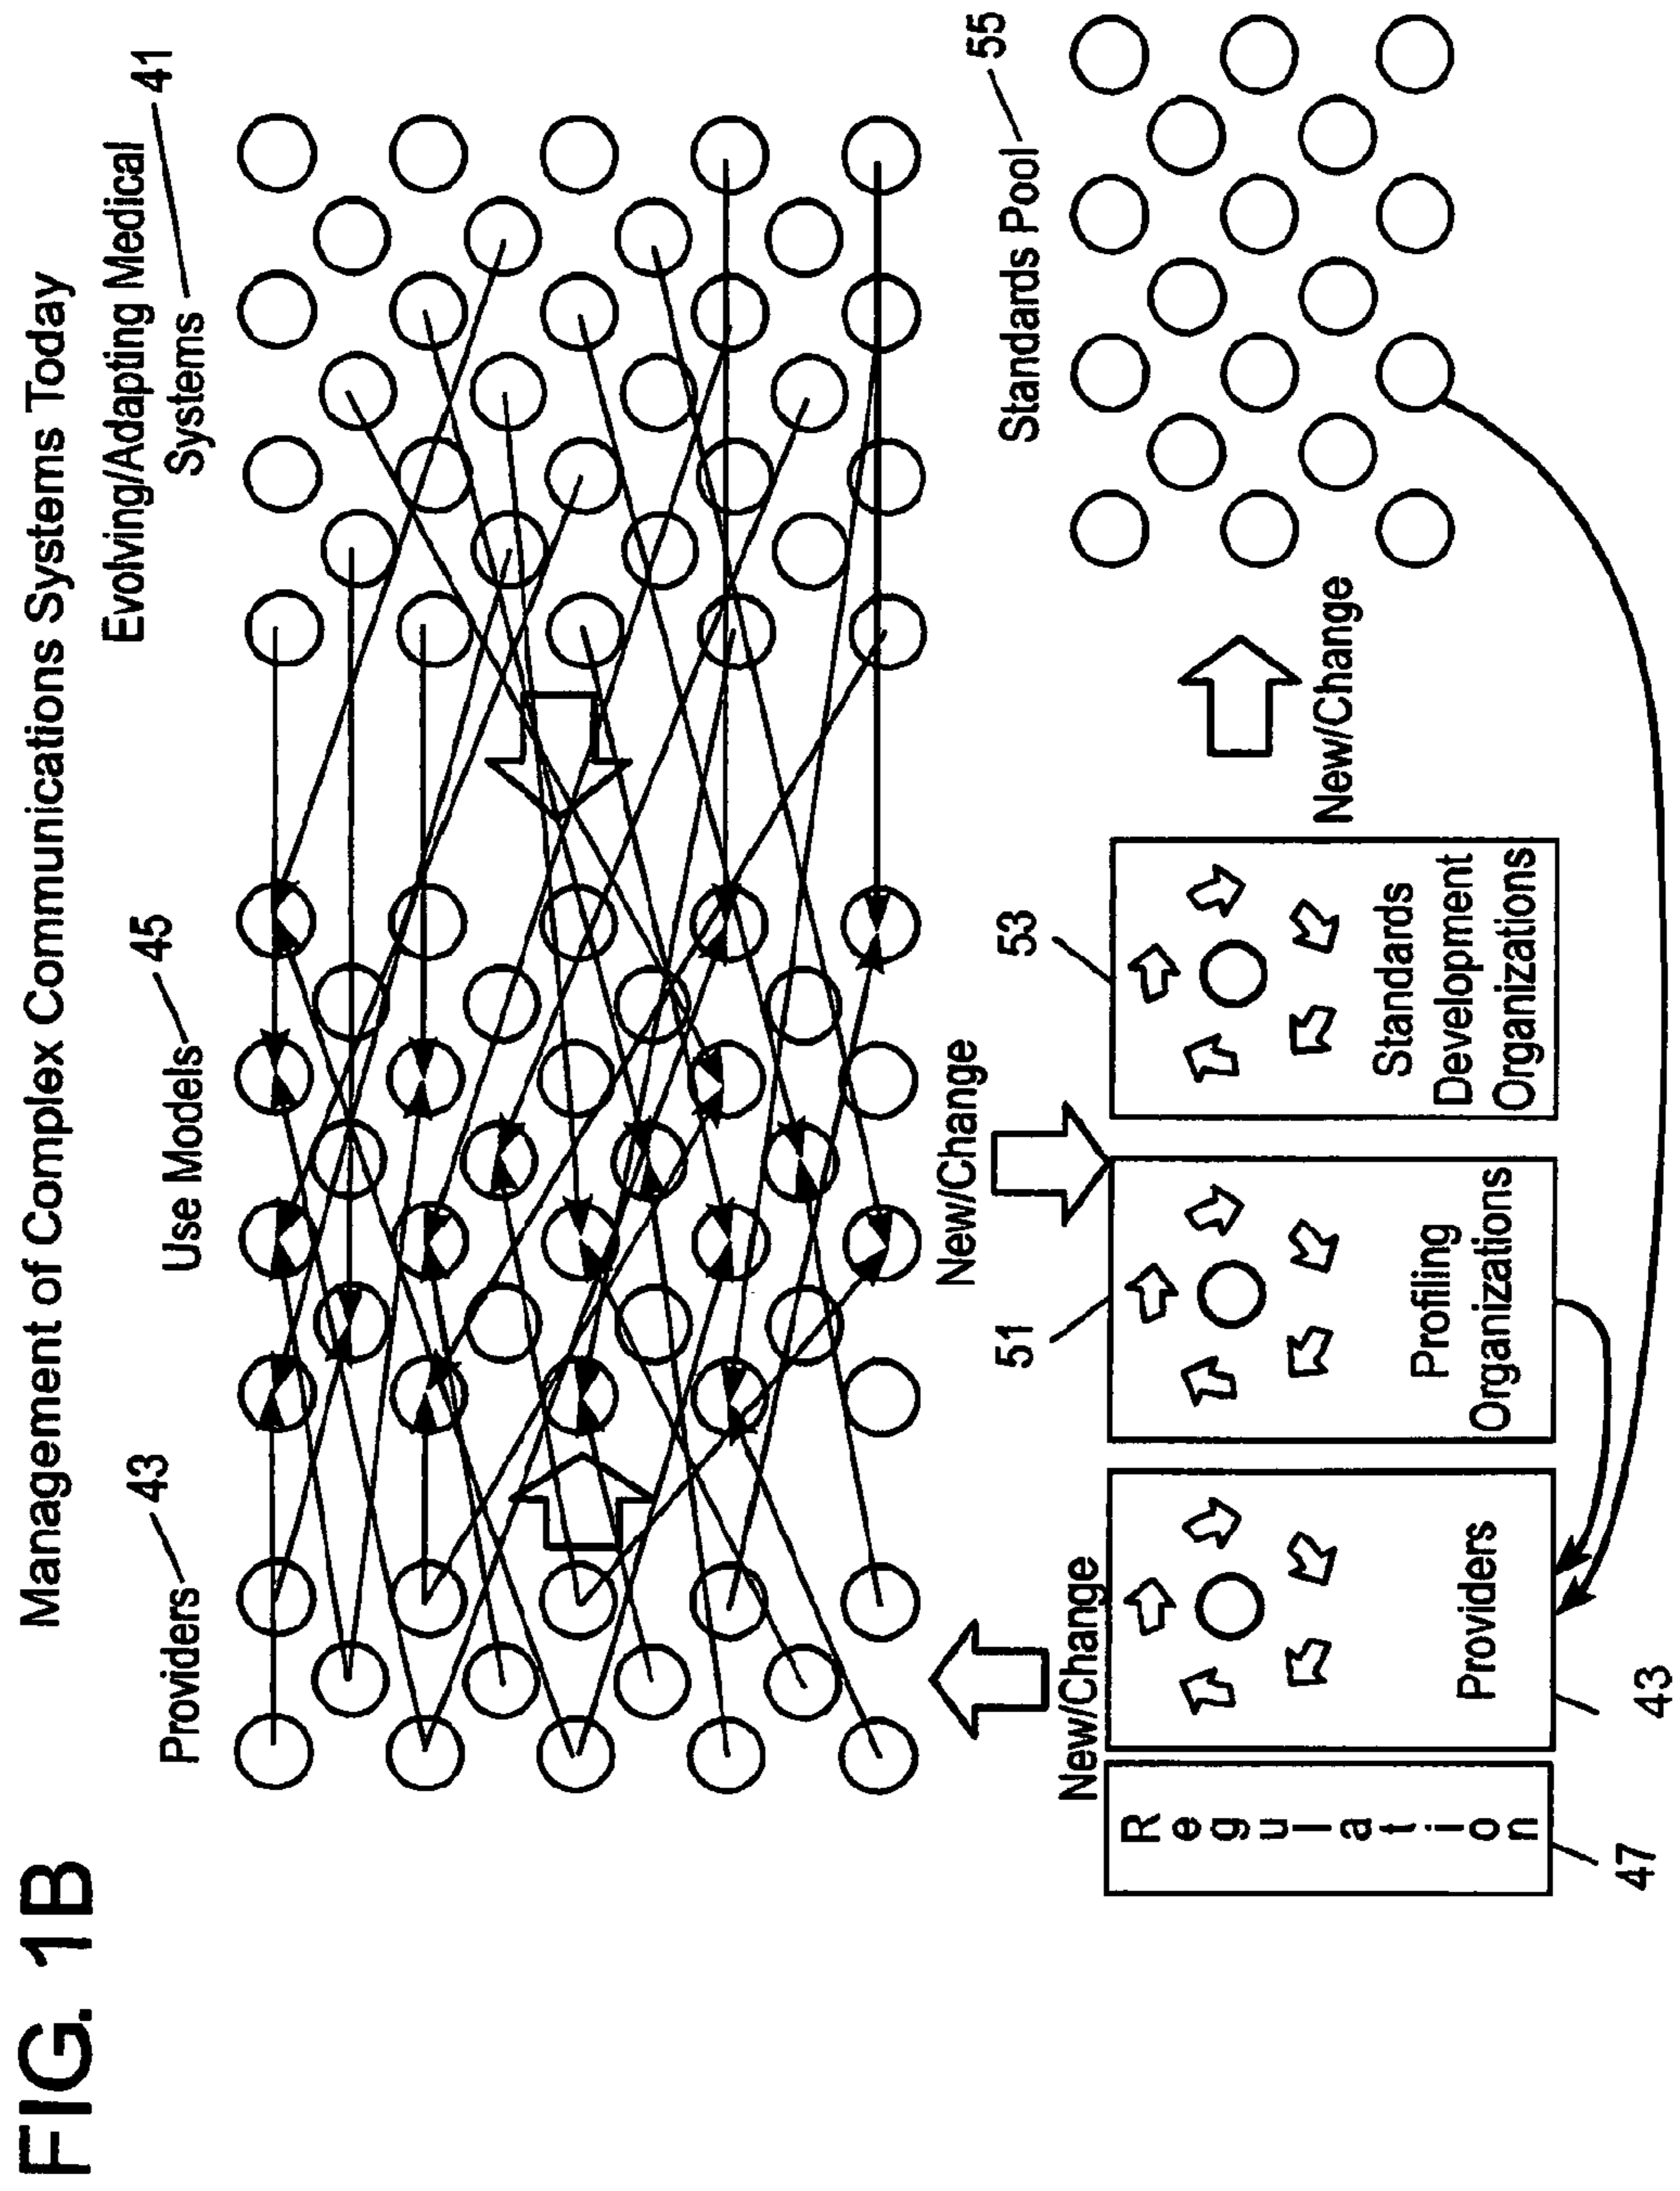 FIG. 1B
Management of Complex Communications Systems Today
Providers
43
Use Models
45
Evolving/Adapting Medical
Systems
41
New/Change
New/Change
Standards Pool
55
Regulation
47
Providers
43
Profiling
Organizations
51
Standards
Development
Organizations
53
New/Change